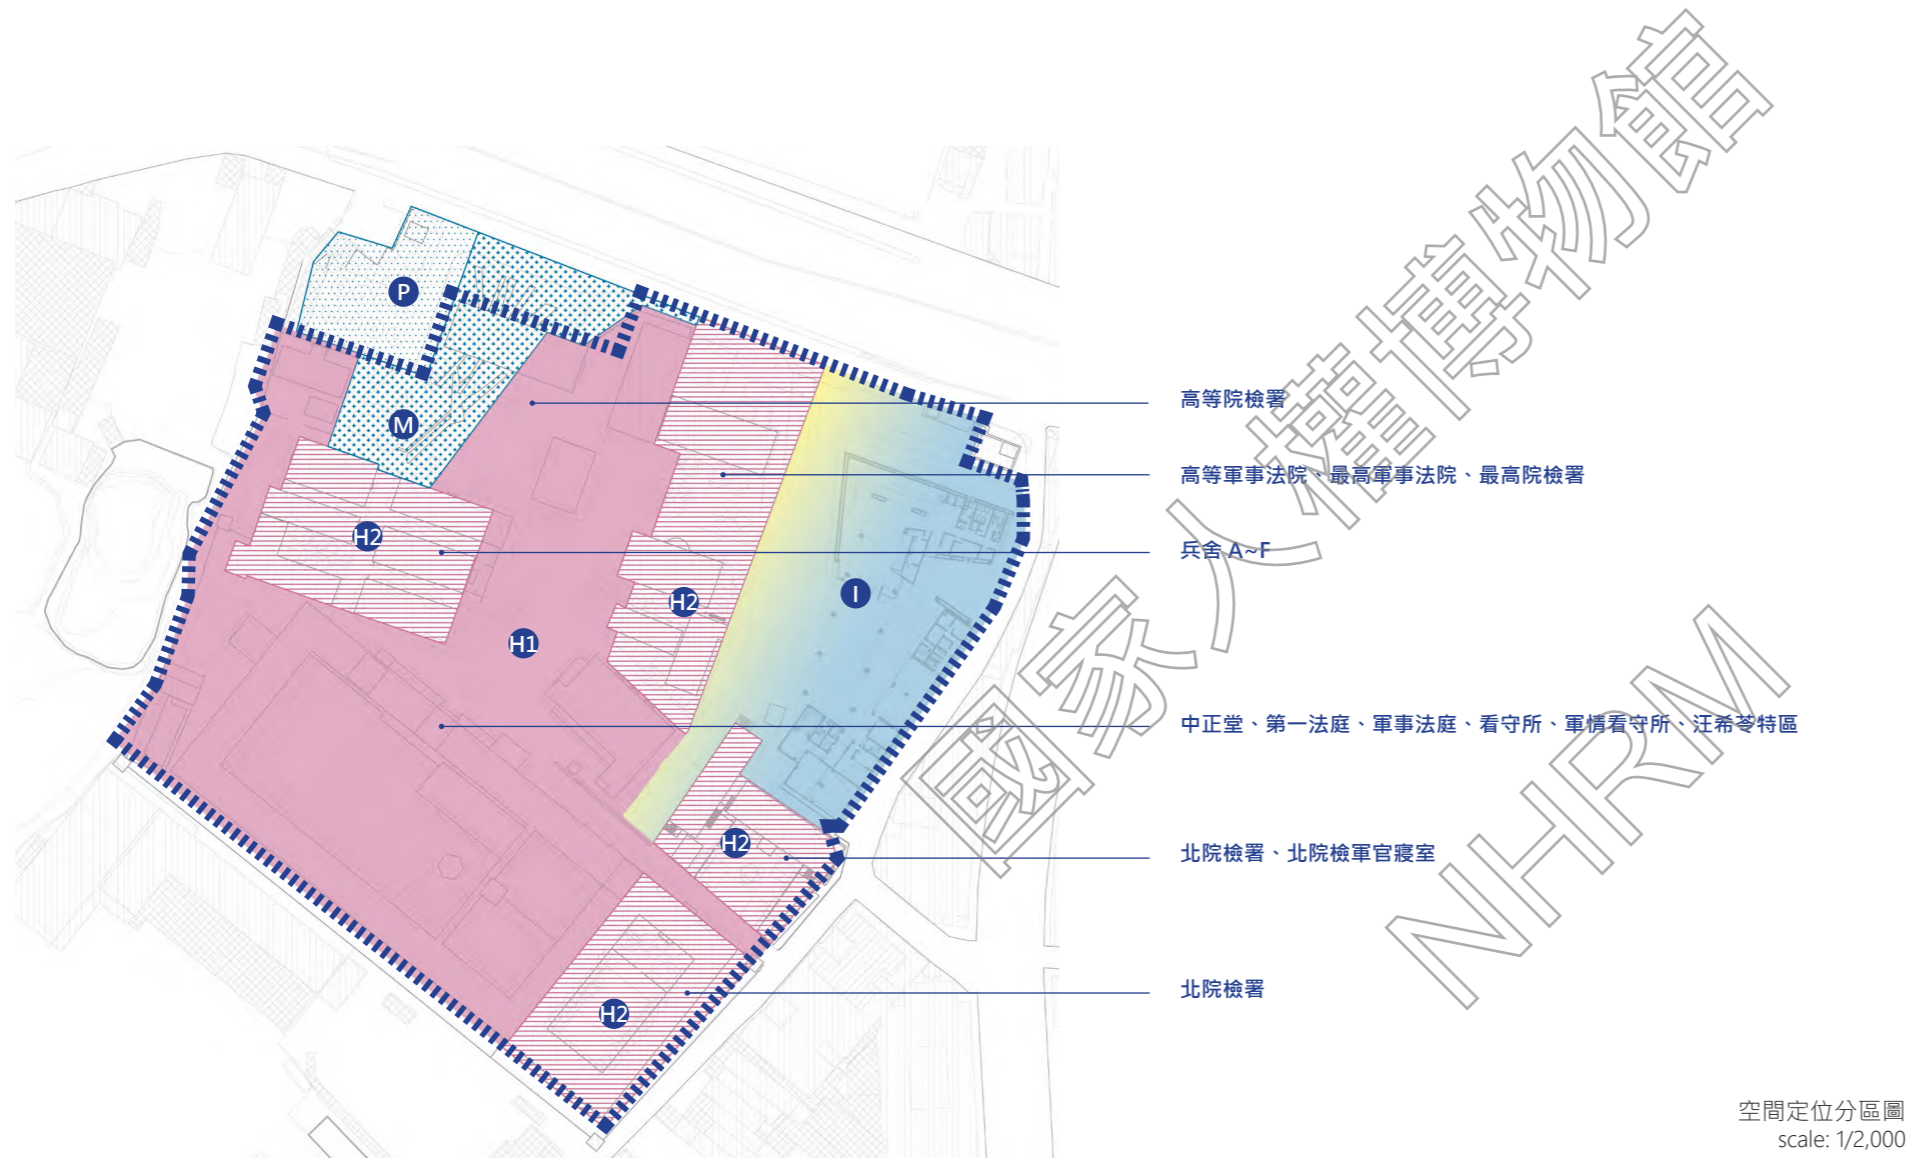 國家人權博物館
NHRM
P
M
H2
H1
H2
I
H2
H2
高等院檢署
高等軍事法院、最高軍事法院、最高院檢署
兵舍 A~F
中正堂、第一法庭、軍事法庭、看守所、軍情看守所、汪希苓特區
北院檢署、北院檢軍官寢室
北院檢署
空間定位分區圖
scale: 1/2,000